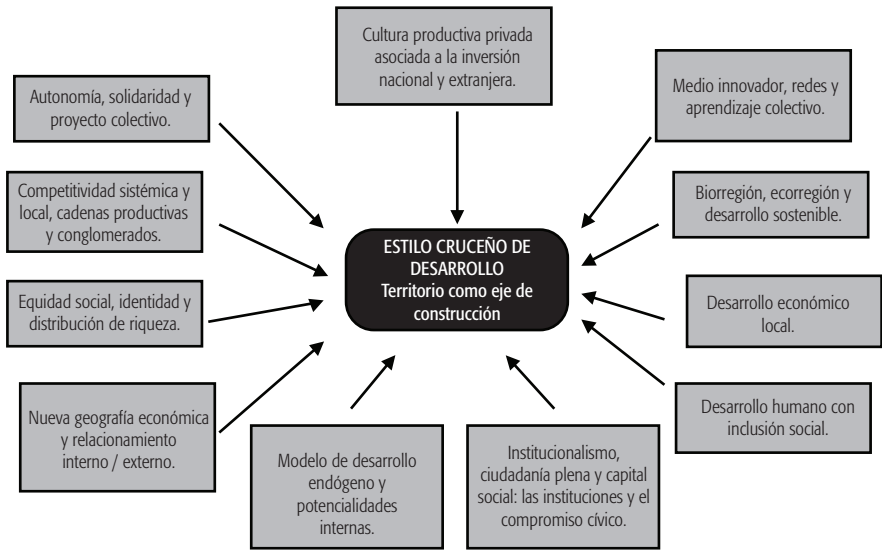 Cultura productiva privada
asociada a la inversión
nacional y extranjera.
Autonomía, solidaridad y
proyecto colectivo.
Medio innovador, redes y
aprendizaje colectivo.
Competitividad sistémica y
local, cadenas productivas
y conglomerados.
Biorregión, ecorregión y
desarrollo sostenible.
ESTILO CRUCEÑO DE
DESARROLLO
Territorio como eje de
construcción
Equidad social, identidad y
distribución de riqueza.
Desarrollo económico
local.
Nueva geografía económica
y relacionamiento
interno / externo.
Desarrollo humano con
inclusión social.
Modelo de desarrollo
endógeno y
potencialidades
internas.
Institucionalismo,
ciudadanía plena y capital
social: las instituciones y el
compromiso cívico.